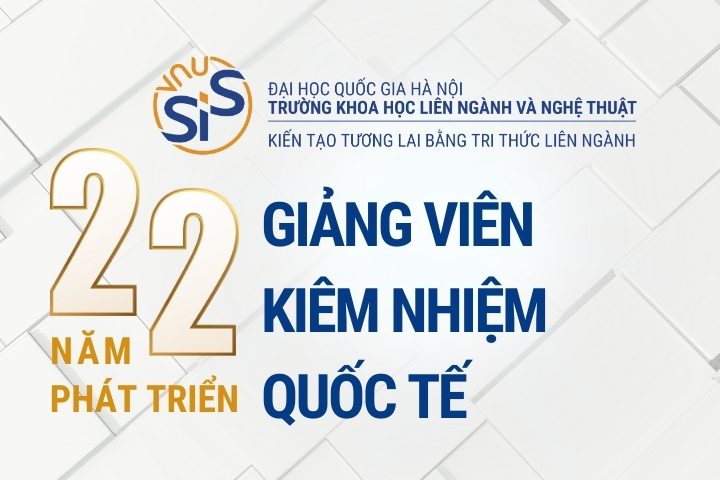 VNU
SiS
ĐẠI HỌC QUỐC GIA HÀ NỘI
TRƯỜNG KHOA HỌC LIÊN NGÀNH VÀ NGHỆ THUẬT
KIẾN TẠO TƯƠNG LAI BẰNG TRI THỨC LIÊN NGÀNH
22
NĂM
PHÁT TRIỂN
GIẢNG VIÊN
KIÊM NHIỆM
QUỐC TẾ